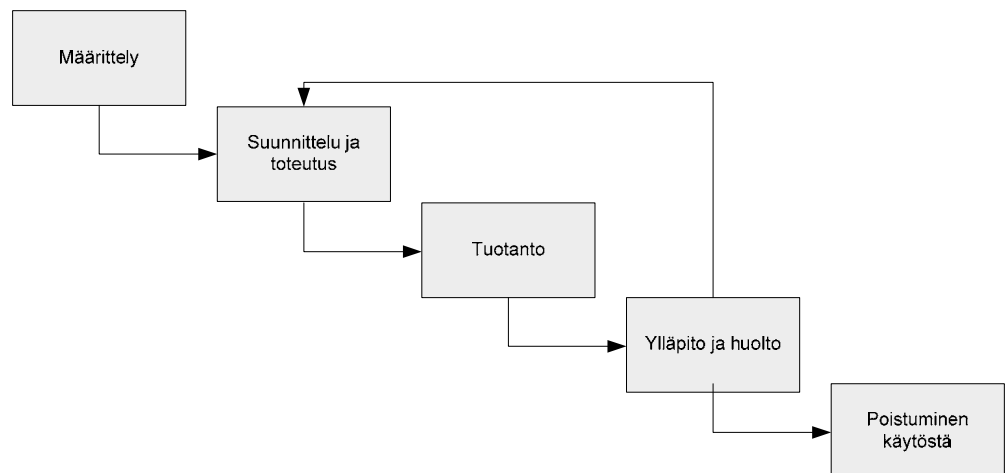 Määrittely
Suunnittelu ja
toteutus
Tuotanto
Ylläpito ja huolto
Poistuminen
käytöstä